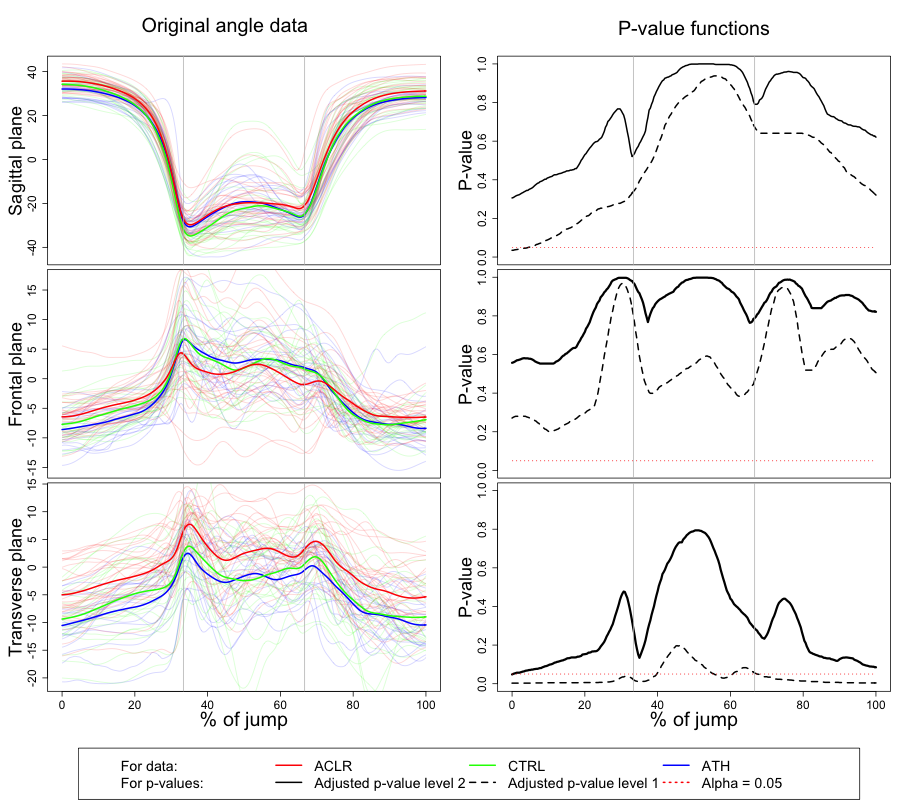 Original angle data
P-value functions
Sagittal plane
40
20
0
20
40
P-value
0.0
0.2
0.4
0.6
0.8
1.0
Frontal plane
15
10
5
0
-5
-10
-15
P-value
0.0
0.2
0.4
0.6
0.8
1.0
Transverse plane
15
10
5
0
-5
-10
-15
-20
P-value
0.0
0.2
0.4
0.6
0.8
1.0
0 20 40 60 80 100
% of jump
0 20 40 60 80 100
% of jump
For data: ACLR CTRL ATH
For p-values: Adjusted p-value level 2 Adjusted p-value level 1 Alpha = 0.05